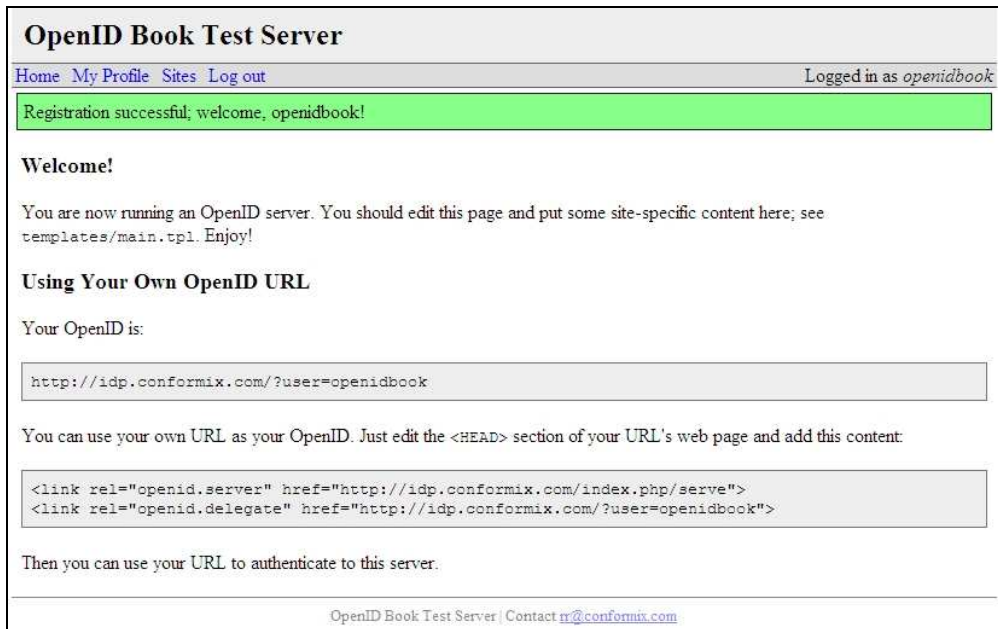 OpenID Book Test Server
Home My Profile Sites Log out Logged in as openidbook
Registration successful; welcome, openidbook!
Welcome!
You are now running an OpenID server. You should edit this page and put some site-specific content here; see
templates/main.tpl. Enjoy!
Using Your Own OpenID URL
Your OpenID is:
http://idp.conformix.com/?user=openidbook
You can use your own URL as your OpenID. Just edit the <HEAD> section of your URL's web page and add this content:
<link rel="openid.server" href="http://idp.conformix.com/index.php/serve">
<link rel="openid.delegate" href="http://idp.conformix.com/?user=openidbook">
Then you can use your URL to authenticate to this server.
OpenID Book Test Server | Contact rr@conformix.com